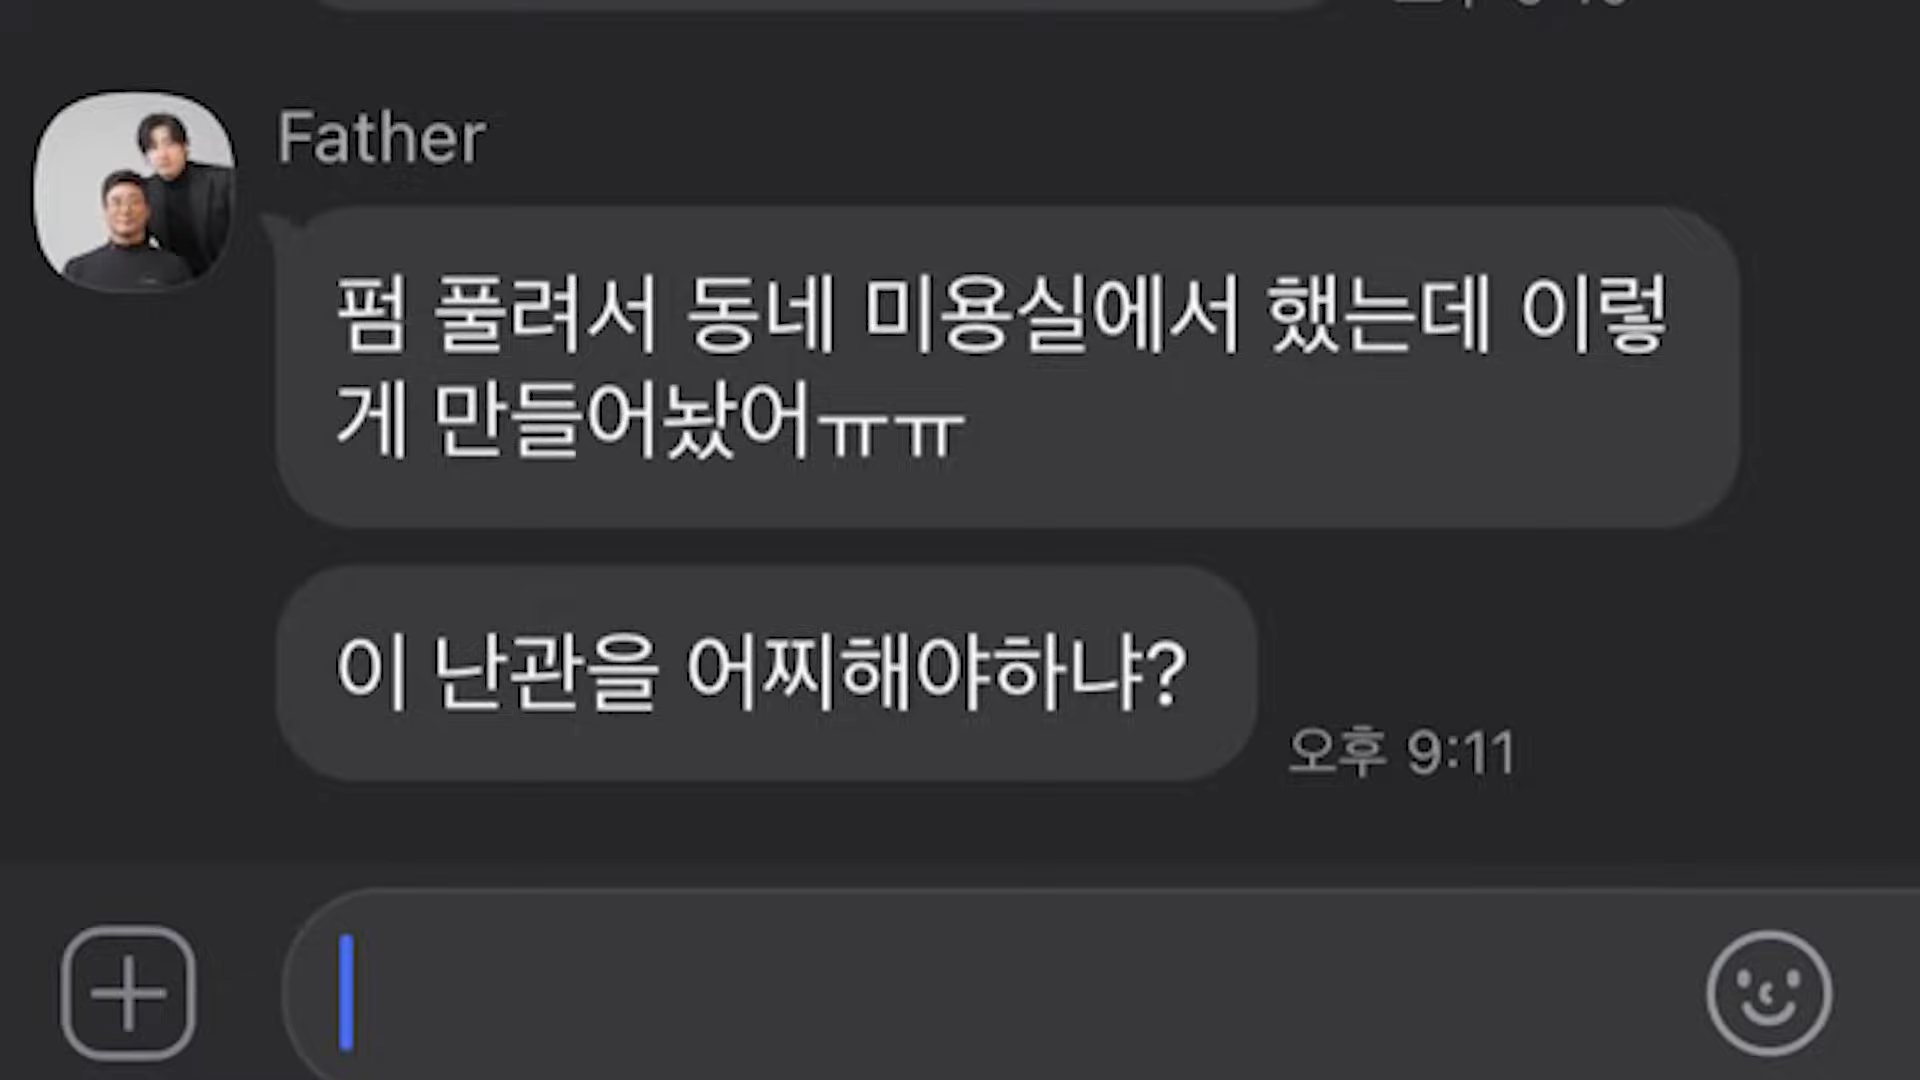 Father
펌 풀려서 동네 미용실에서 했는데 이렇
게 만들어놨어ㅠㅠ
이 난관을 어찌해야하냐?
오후 9:11